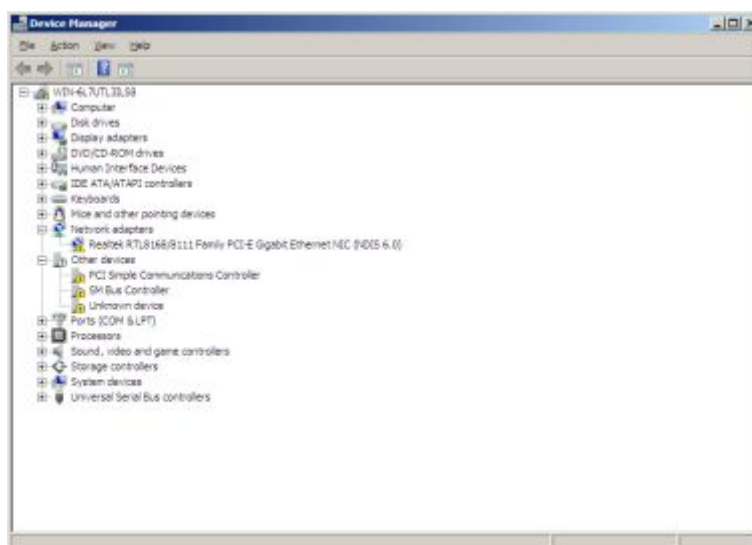 Device Manager
File Action View Help
Computer
Disk drives
Display adapters
DVD/CD-ROM drives
Human Interface Devices
IDE ATA/ATAPI controllers
Keyboards
Mice and other pointing devices
Network adapters
Realtek RTL8168/8111 Family PCI-E Gigabit Ethernet NIC (NDIS 6.0)
Other devices
PCI Simple Communications Controller
SM Bus Controller
Unknown device
Ports (COM & LPT)
Processors
Sound, video and game controllers
Storage controllers
System devices
Universal Serial Bus controllers